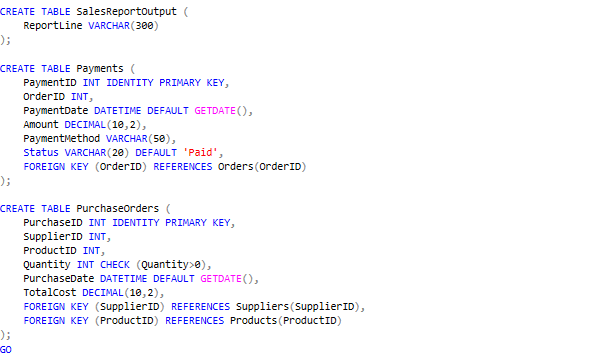 CREATE TABLE SalesReportOutput (
    ReportLine VARCHAR(300)
);

CREATE TABLE Payments (
    PaymentID INT IDENTITY PRIMARY KEY,
    OrderID INT,
    PaymentDate DATETIME DEFAULT GETDATE(),
    Amount DECIMAL(10,2),
    PaymentMethod VARCHAR(50),
    Status VARCHAR(20) DEFAULT 'Paid',
    FOREIGN KEY (OrderID) REFERENCES Orders(OrderID)
);

CREATE TABLE PurchaseOrders (
    PurchaseID INT IDENTITY PRIMARY KEY,
    SupplierID INT,
    ProductID INT,
    Quantity INT CHECK (Quantity>0),
    PurchaseDate DATETIME DEFAULT GETDATE(),
    TotalCost DECIMAL(10,2),
    FOREIGN KEY (SupplierID) REFERENCES Suppliers(SupplierID),
    FOREIGN KEY (ProductID) REFERENCES Products(ProductID)
);
GO